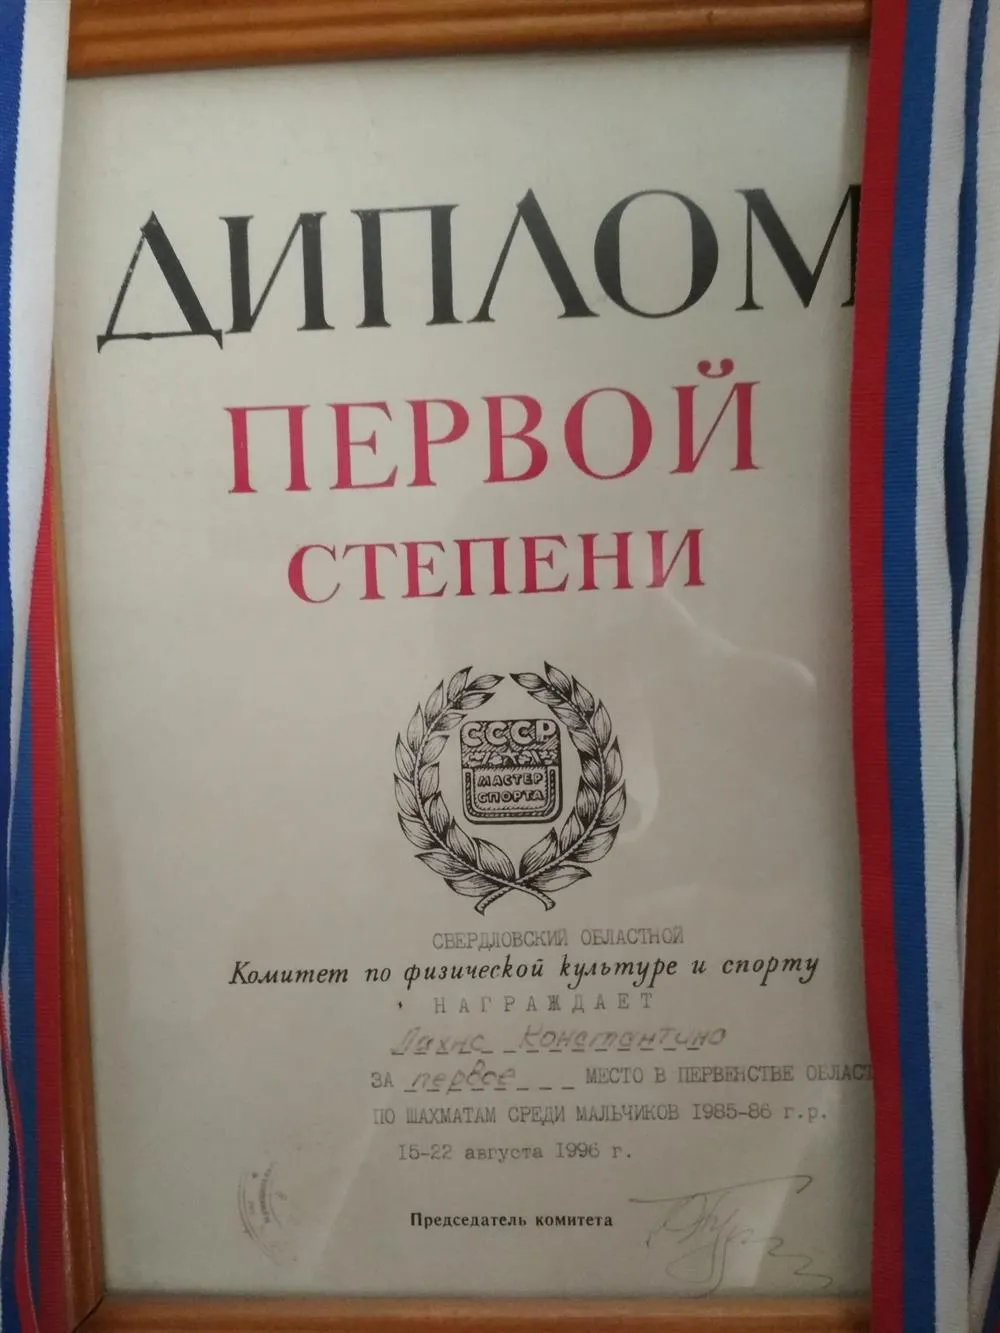 ДИПЛОМ
ПЕРВОЙ
СТЕПЕНИ
СССР
МАСТЕР
СПОРТА
СВЕРДЛОВСКИЙ ОБЛАСТНОЙ
Комитет по физической культуре и спорту
НАГРАЖДАЕТ
Лахно Константина
ЗА первое МЕСТО В ПЕРВЕНСТВЕ ОБЛАСТ
ПО ШАХМАТАМ СРЕДИ МАЛЬЧИКОВ 1985-86 г.р.
15-22 августа 1996 г.
Председатель комитета